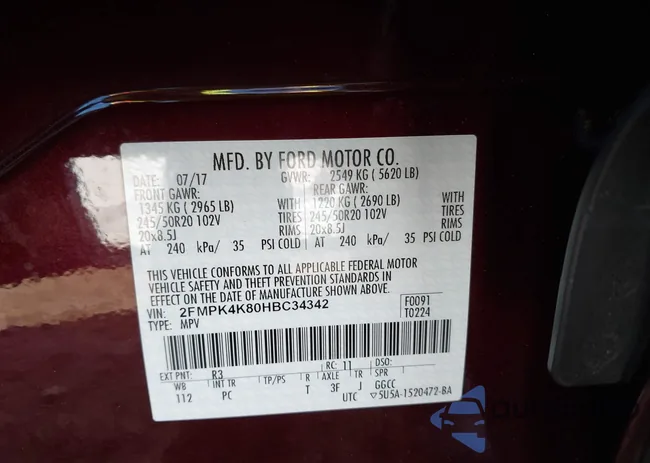 MFD. BY FORD MOTOR CO.
DATE: 07/17 GVWR: 2549 KG ( 5620 LB)
FRONT GAWR: REAR GAWR:
1345 KG ( 2965 LB) WITH 1220 KG ( 2690 LB) WITH
245/50R20 102V TIRES 245/50R20 102V TIRES
20x8.5J RIMS 20x8.5J RIMS
AT 240 kPa/ 35 PSI COLD AT 240 kPa/ 35 PSI COLD
THIS VEHICLE CONFORMS TO ALL APPLICABLE FEDERAL MOTOR
VEHICLE SAFETY AND THEFT PREVENTION STANDARDS IN
EFFECT ON THE DATE OF MANUFACTURE SHOWN ABOVE.
VIN: 2FMPK4K80HBC34342 F0091
TYPE: MPV T0224
EXT PNT: R3 RC: 11 DSO:
WB INT TR TP/PS R AXLE TR SPR
112 PC T 3F J GGCC
UTC ▽5U5A-1520472-BA